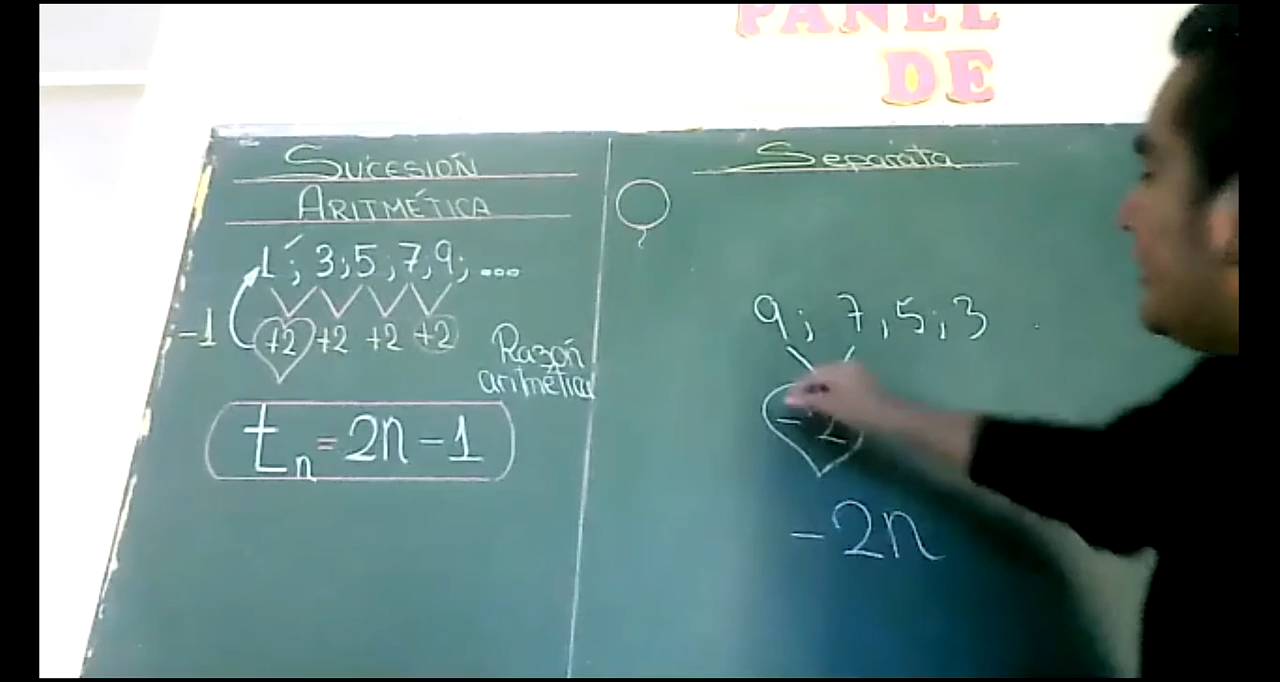 PANEL
DE
SUCESIÓN
ARITMÉTICA
1; 3; 5; 7; 9; ...
-1 +2 +2 +2 +2
Razón
aritmética
tn = 2n - 1
Separata
9; 7; 5; 3
-2
-2n